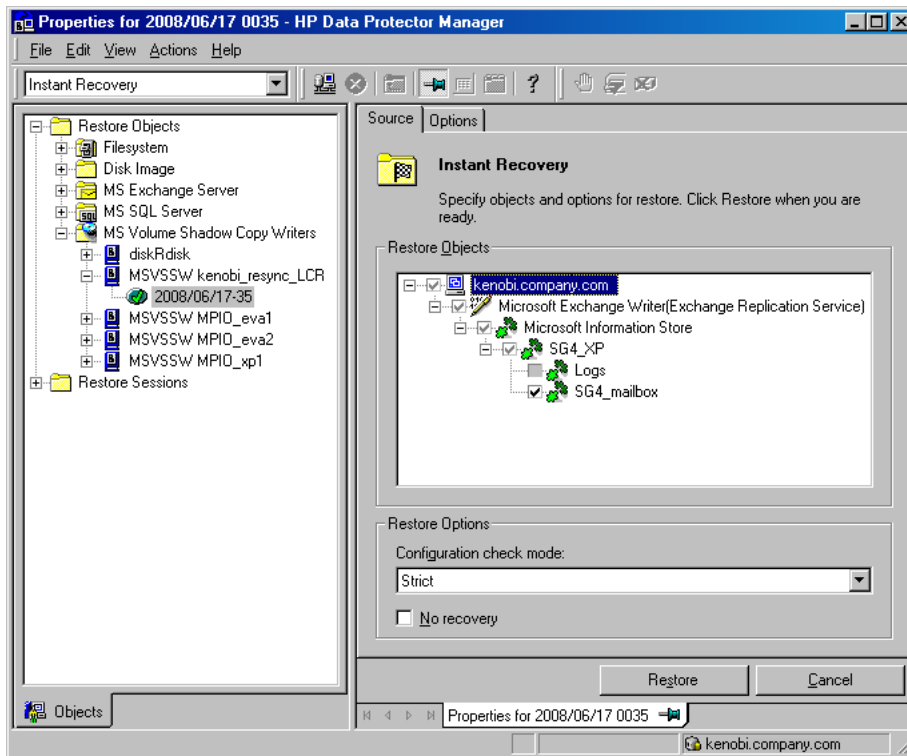 Properties for 2008/06/17 0035 - HP Data Protector Manager
File Edit View Actions Help
Instant Recovery
?
Restore Objects
Filesystem
Disk Image
MS Exchange Server
SQL
MS SQL Server
MS Volume Shadow Copy Writers
diskRdisk
MSVSSW kenobi_resync_LCR
2008/06/17-35
MSVSSW MPIO_eva1
MSVSSW MPIO_eva2
MSVSSW MPIO_xp1
Restore Sessions
Objects
Source
Options
Instant Recovery
Specify objects and options for restore. Click Restore when you are
ready.
Restore Objects
kenobi.company.com
Microsoft Exchange Writer(Exchange Replication Service)
Microsoft Information Store
SG4_XP
Logs
SG4_mailbox
Restore Options
Configuration check mode:
Strict
No recovery
Restore
Cancel
Properties for 2008/06/17 0035
kenobi.company.com